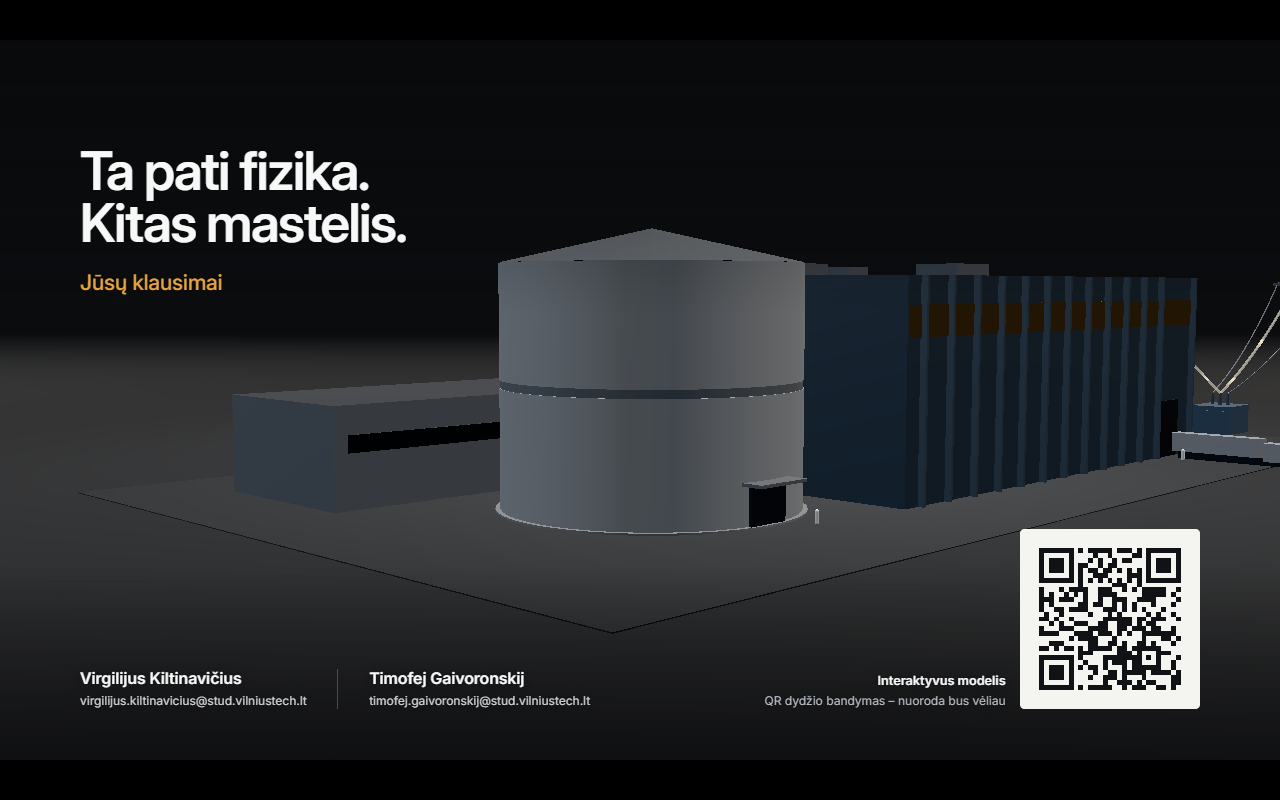 Ta pati fizika.
Kitas mastelis.
Jūsų klausimai
Virgilijus Kiltinavičius
virgilijus.kiltinavicius@stud.vilniustech.lt
Timofej Gaivoronskij
timofej.gaivoronskij@stud.vilniustech.lt
Interaktyvus modelis
QR dydžio bandymas – nuoroda bus vėliau